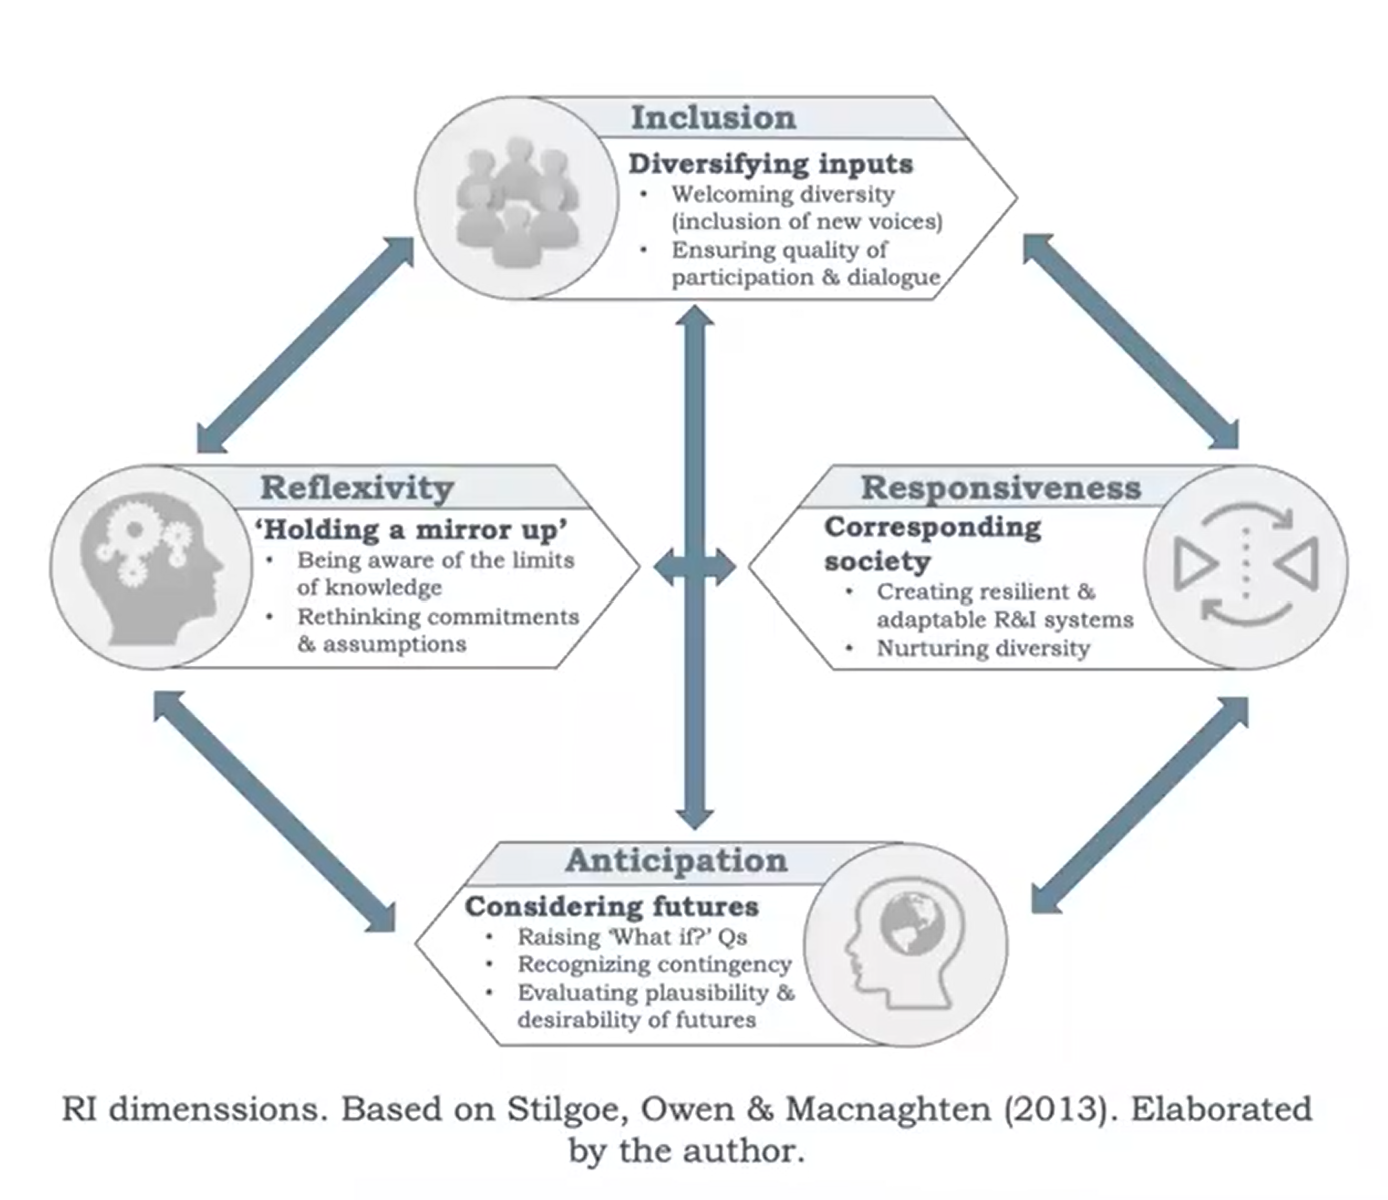 Inclusion
Diversifying inputs
• Welcoming diversity
(inclusion of new voices)
• Ensuring quality of
participation & dialogue
Reflexivity
‘Holding a mirror up’
• Being aware of the limits
of knowledge
• Rethinking commitments
& assumptions
Responsiveness
Corresponding
society
• Creating resilient &
adaptable R&I systems
• Nurturing diversity
Anticipation
Considering futures
• Raising ‘What if?’ Qs
• Recognizing contingency
• Evaluating plausibility &
desirability of futures
RI dimenssions. Based on Stilgoe, Owen & Macnaghten (2013). Elaborated
by the author.